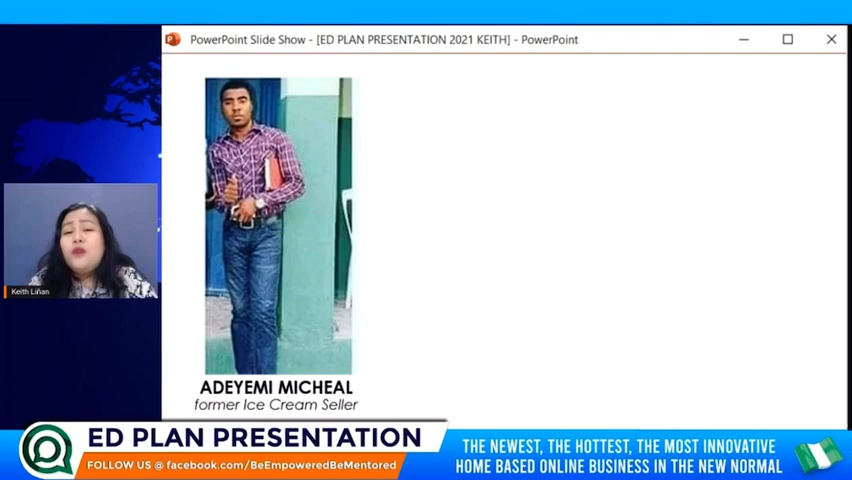 PowerPoint Slide Show - [ED PLAN PRESENTATION 2021 KEITH] - PowerPoint
Keith Liñan
ADEYEMI MICHEAL
former Ice Cream Seller
ED PLAN PRESENTATION
FOLLOW US @ facebook.com/BeEmpoweredBeMentored
THE NEWEST, THE HOTTEST, THE MOST INNOVATIVE
HOME BASED ONLINE BUSINESS IN THE NEW NORMAL